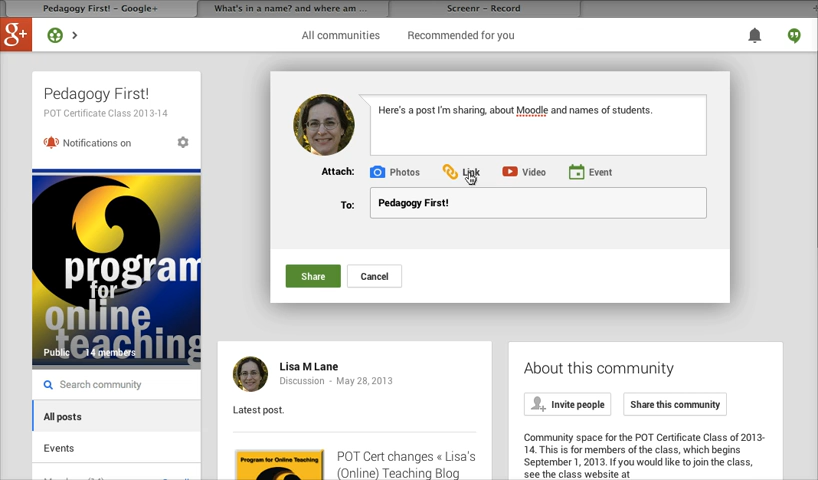 Pedagogy First! – Google+
What's in a name? and where am ...
Screenr - Record
g+
All communities
Recommended for you
Pedagogy First!
POT Certificate Class 2013-14
Notifications on
program
for
online
teaching
Public
14 members
Search community
All posts
Events
Here's a post I'm sharing, about Moodle and names of students.
Attach:
Photos
Link
Video
Event
To:
Pedagogy First!
Share
Cancel
Lisa M Lane
Discussion - May 28, 2013
Latest post.
Program for Online Teaching
POT Cert changes « Lisa's
(Online) Teaching Blog
About this community
Invite people
Share this community
Community space for the POT Certificate Class of 2013-
14. This is for members of the class, which begins
September 1, 2013. If you would like to join the class,
see the class website at